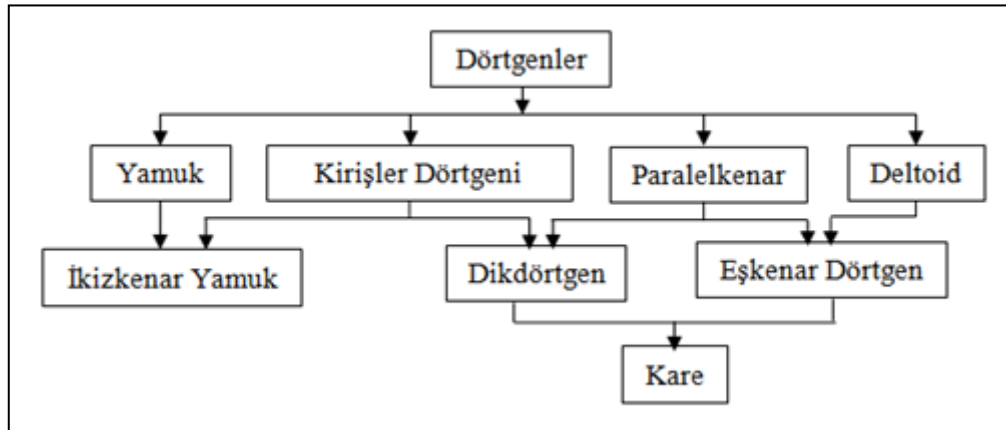 Dörtgenler
Yamuk
Kirişler Dörtgeni
Paralelkenar
Deltoid
İkizkenar Yamuk
Dikdörtgen
Eşkenar Dörtgen
Kare